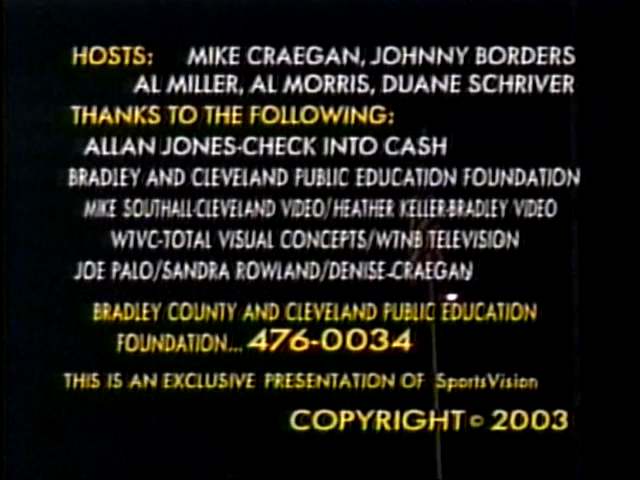 HOSTS: MIKE CRAEGAN, JOHNNY BORDERS
AL MILLER, AL MORRIS, DUANE SCHRIVER
THANKS TO THE FOLLOWING:
ALLAN JONES-CHECK INTO CASH
BRADLEY AND CLEVELAND PUBLIC EDUCATION FOUNDATION
MIKE SOUTHALL-CLEVELAND VIDEO/HEATHER KELLER-BRADLEY VIDEO
WTVC-TOTAL VISUAL CONCEPTS/WTNB TELEVISION
JOE PALO/SANDRA ROWLAND/DENISE-CRAEGAN
BRADLEY COUNTY AND CLEVELAND PUBLIC EDUCATION
FOUNDATION... 476-0034
THIS IS AN EXCLUSIVE PRESENTATION OF SportsVision
COPYRIGHT © 2003